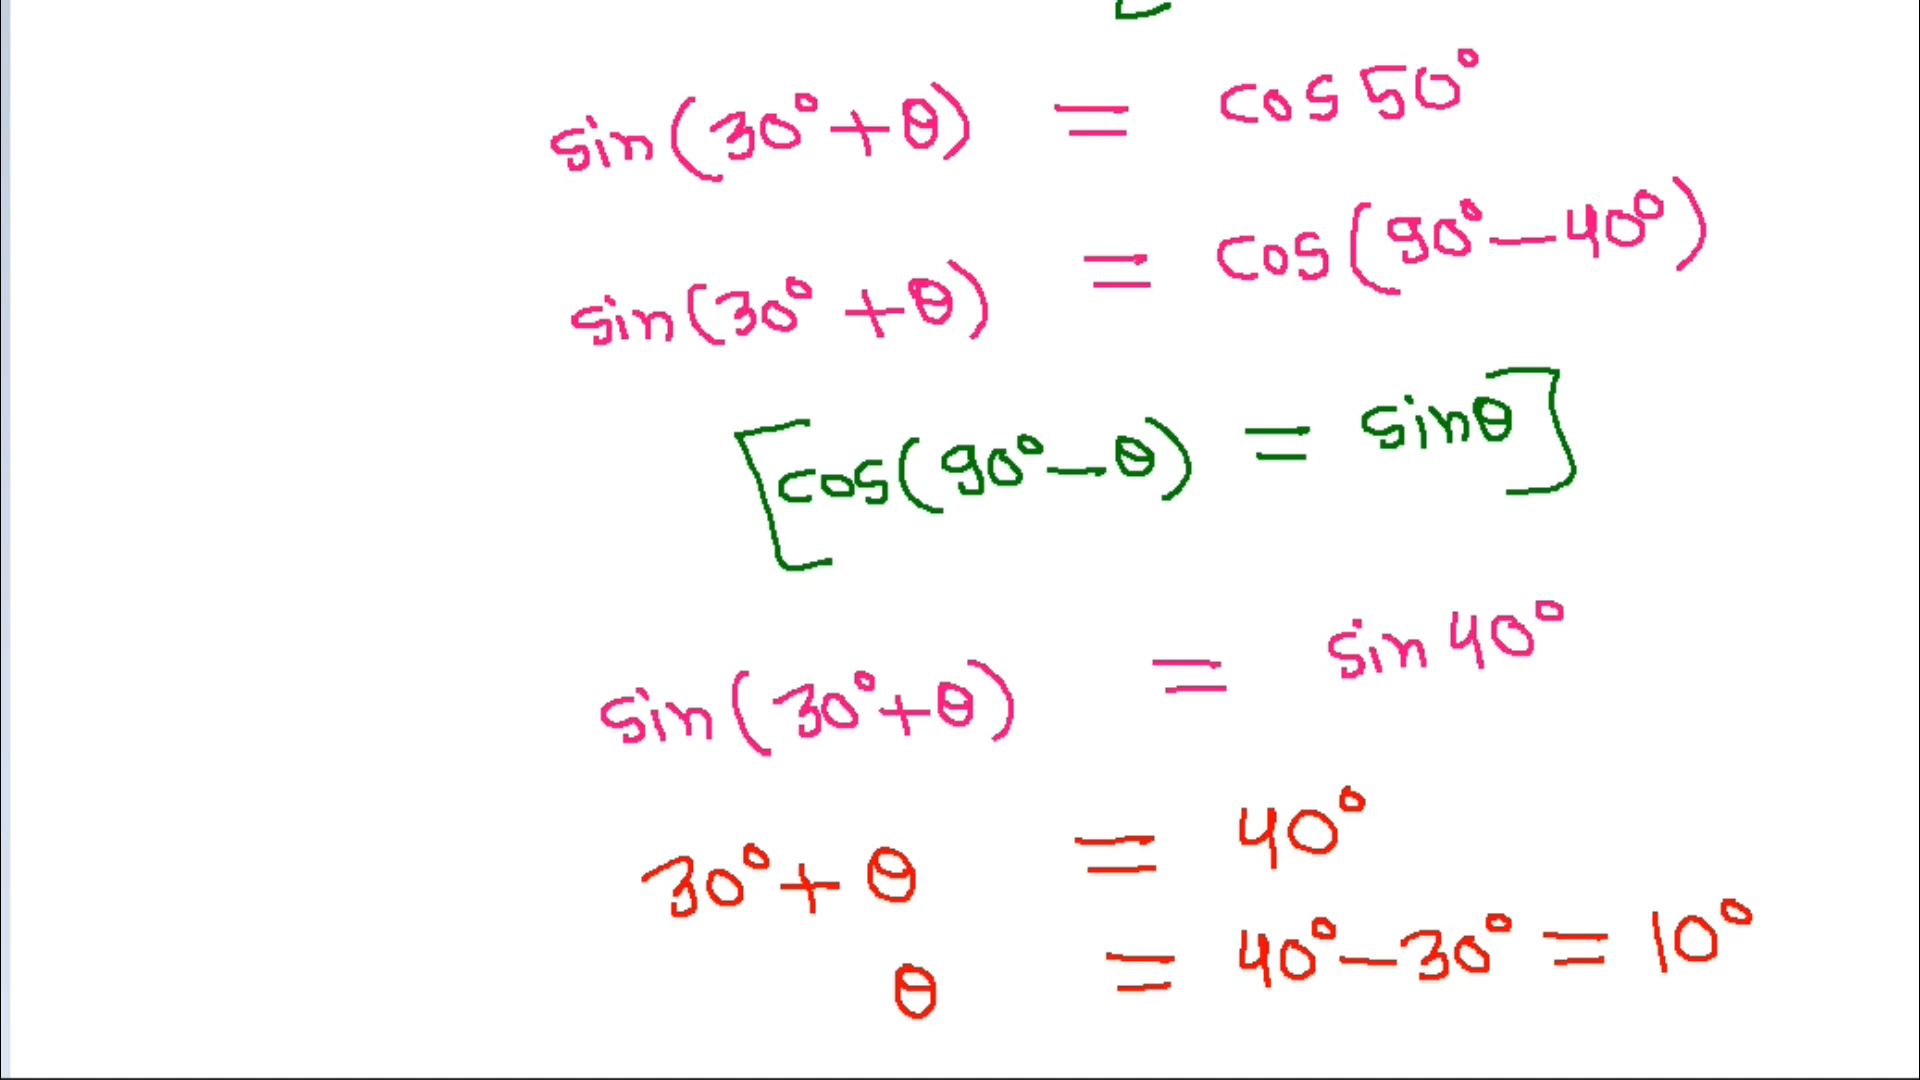 sin(30°+θ) = cos 50°
sin(30°+θ) = cos(90°-40°)
[cos(90°-θ) = sinθ]
sin(30°+θ) = sin 40°
30°+θ = 40°
θ = 40°-30° = 10°